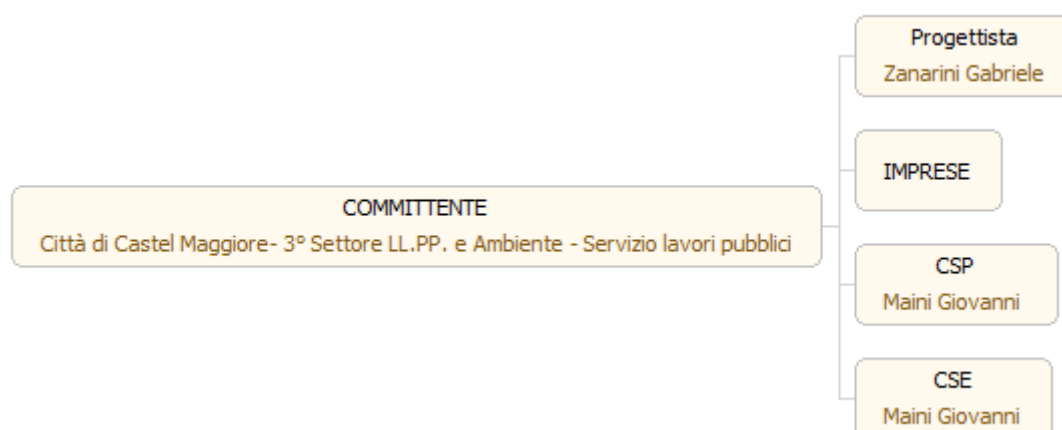 Progettista
Zanarini Gabriele
IMPRESE
COMMITTENTE
Città di Castel Maggiore- 3° Settore LL.PP. e Ambiente - Servizio lavori pubblici
CSP
Maini Giovanni
CSE
Maini Giovanni